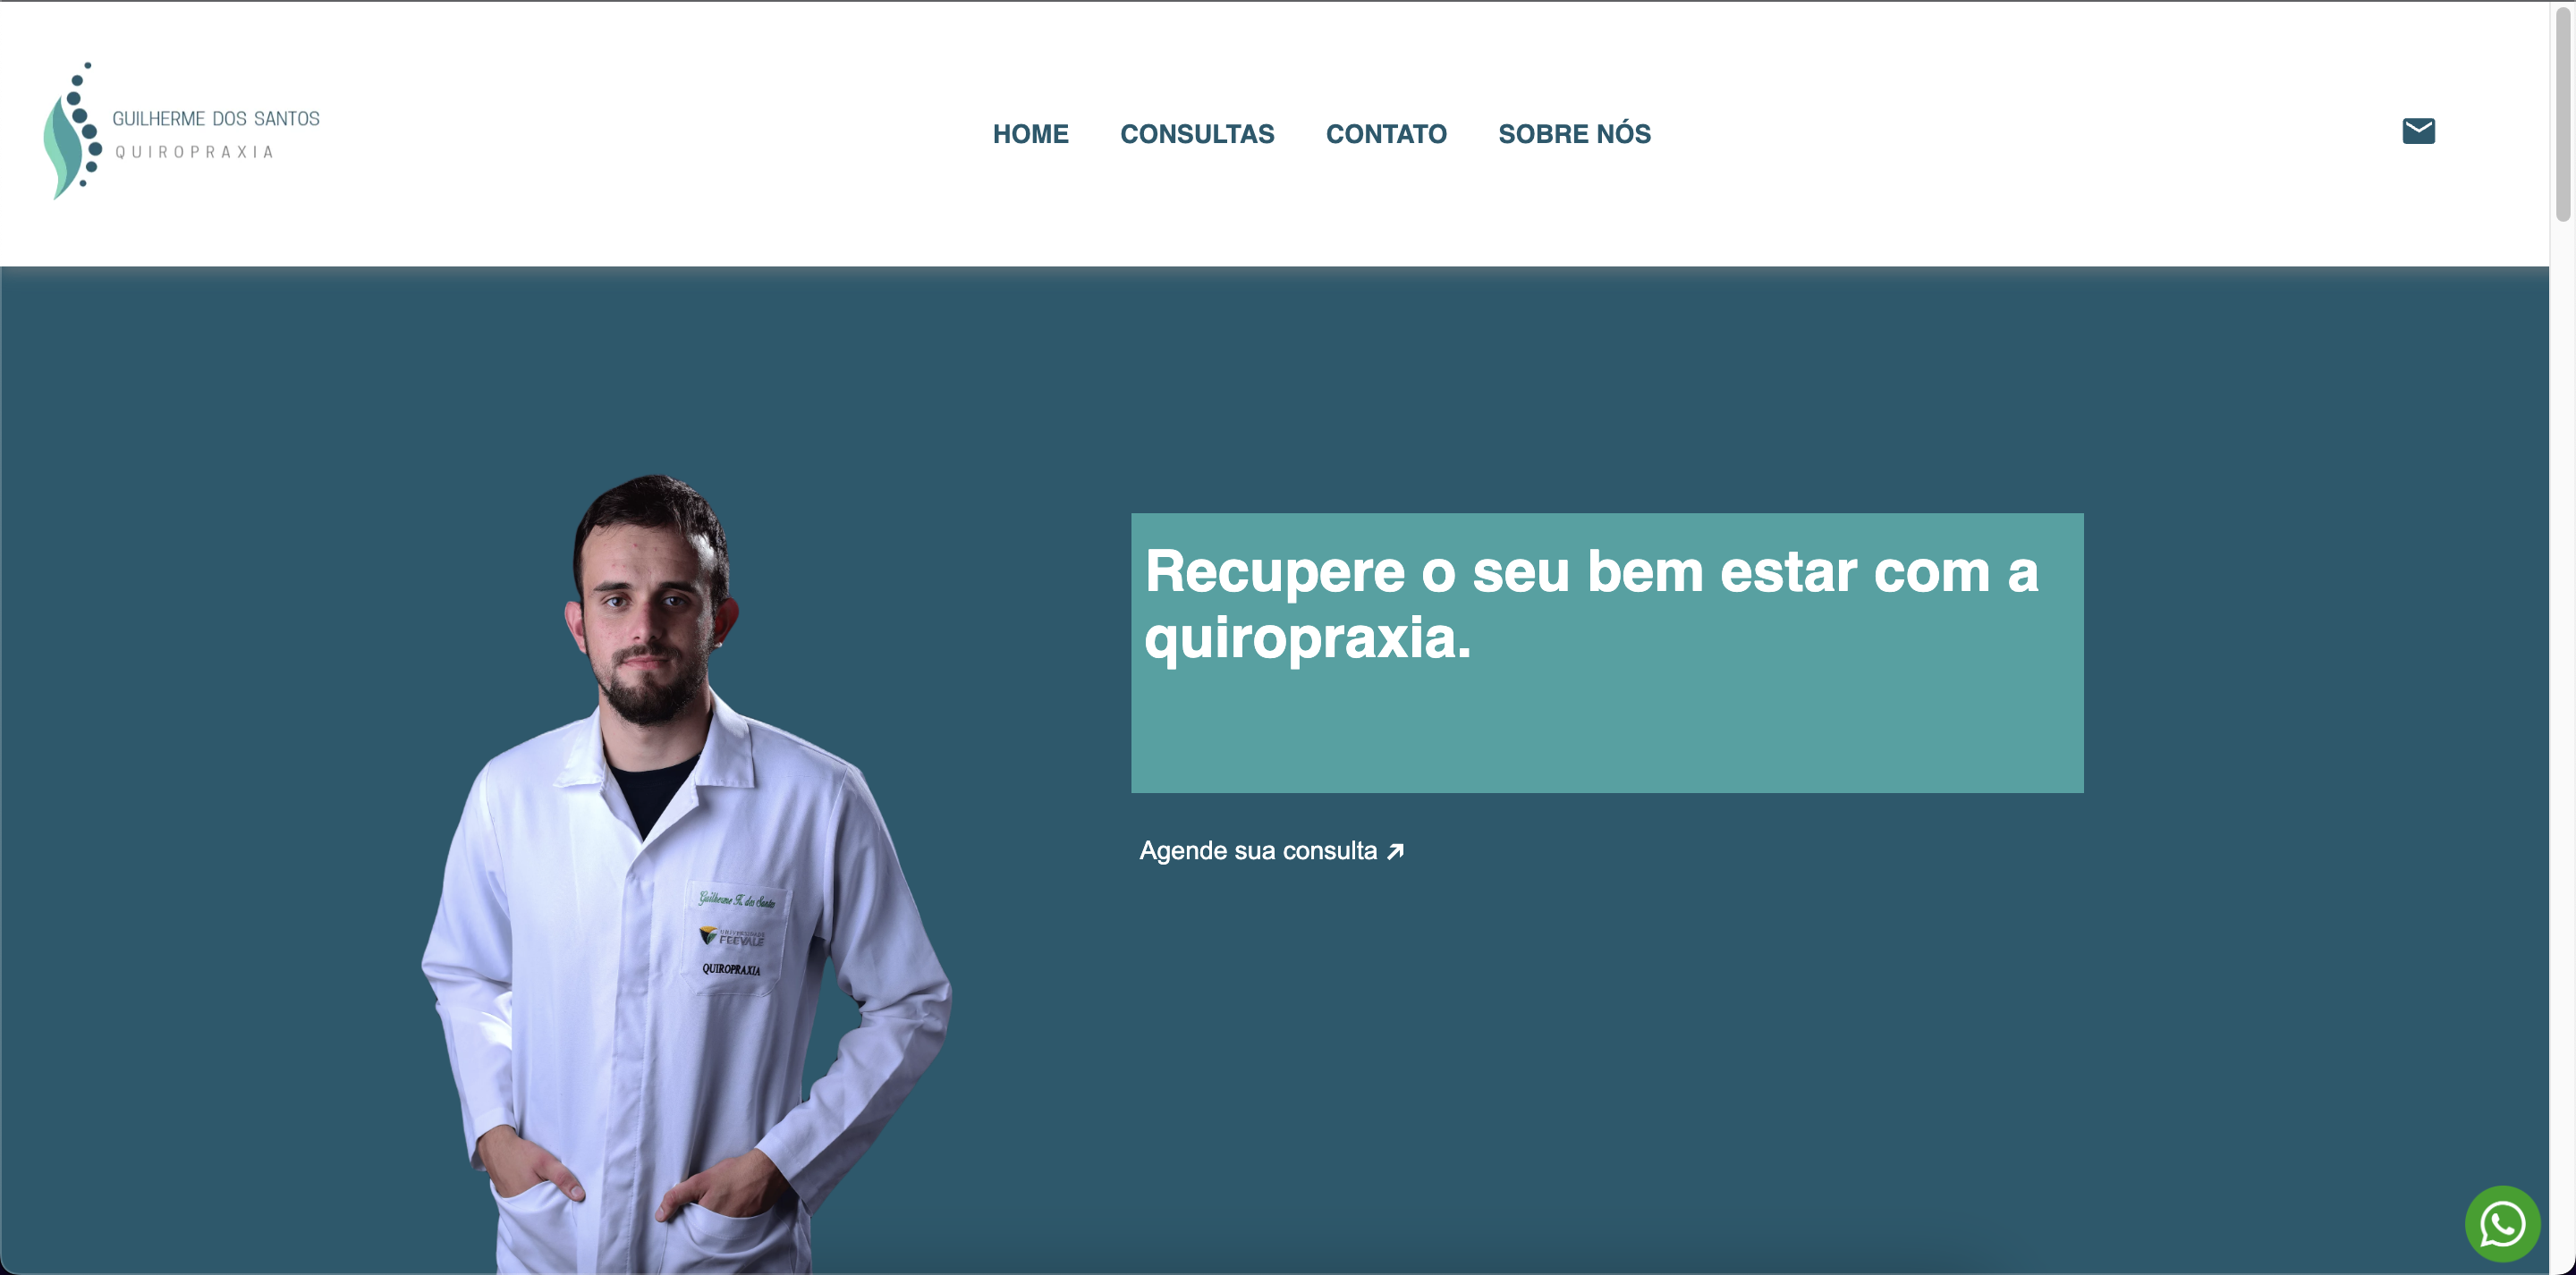 GUILHERME DOS SANTOS
QUIROPRAXIA
HOME CONSULTAS CONTATO SOBRE NÓS
Recupere o seu bem estar com a
quiropraxia.
Agende sua consulta
Guilherme F. dos Santos
UNIVERSIDADE
FEEVALE
QUIROPRAXIA